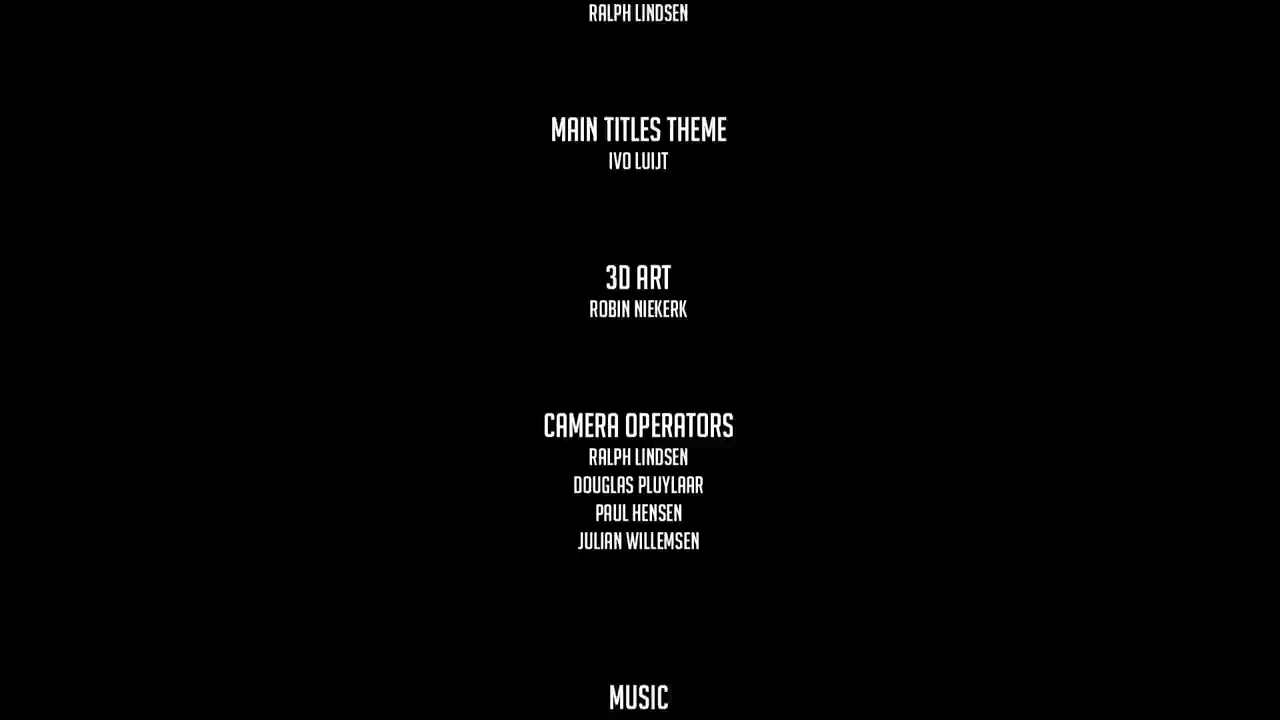 RALPH LINDSEN
MAIN TITLES THEME
IVO LUIJT
3D ART
ROBIN NIEKERK
CAMERA OPERATORS
RALPH LINDSEN
DOUGLAS PLUYLAAR
PAUL HENSEN
JULIAN WILLEMSEN
MUSIC